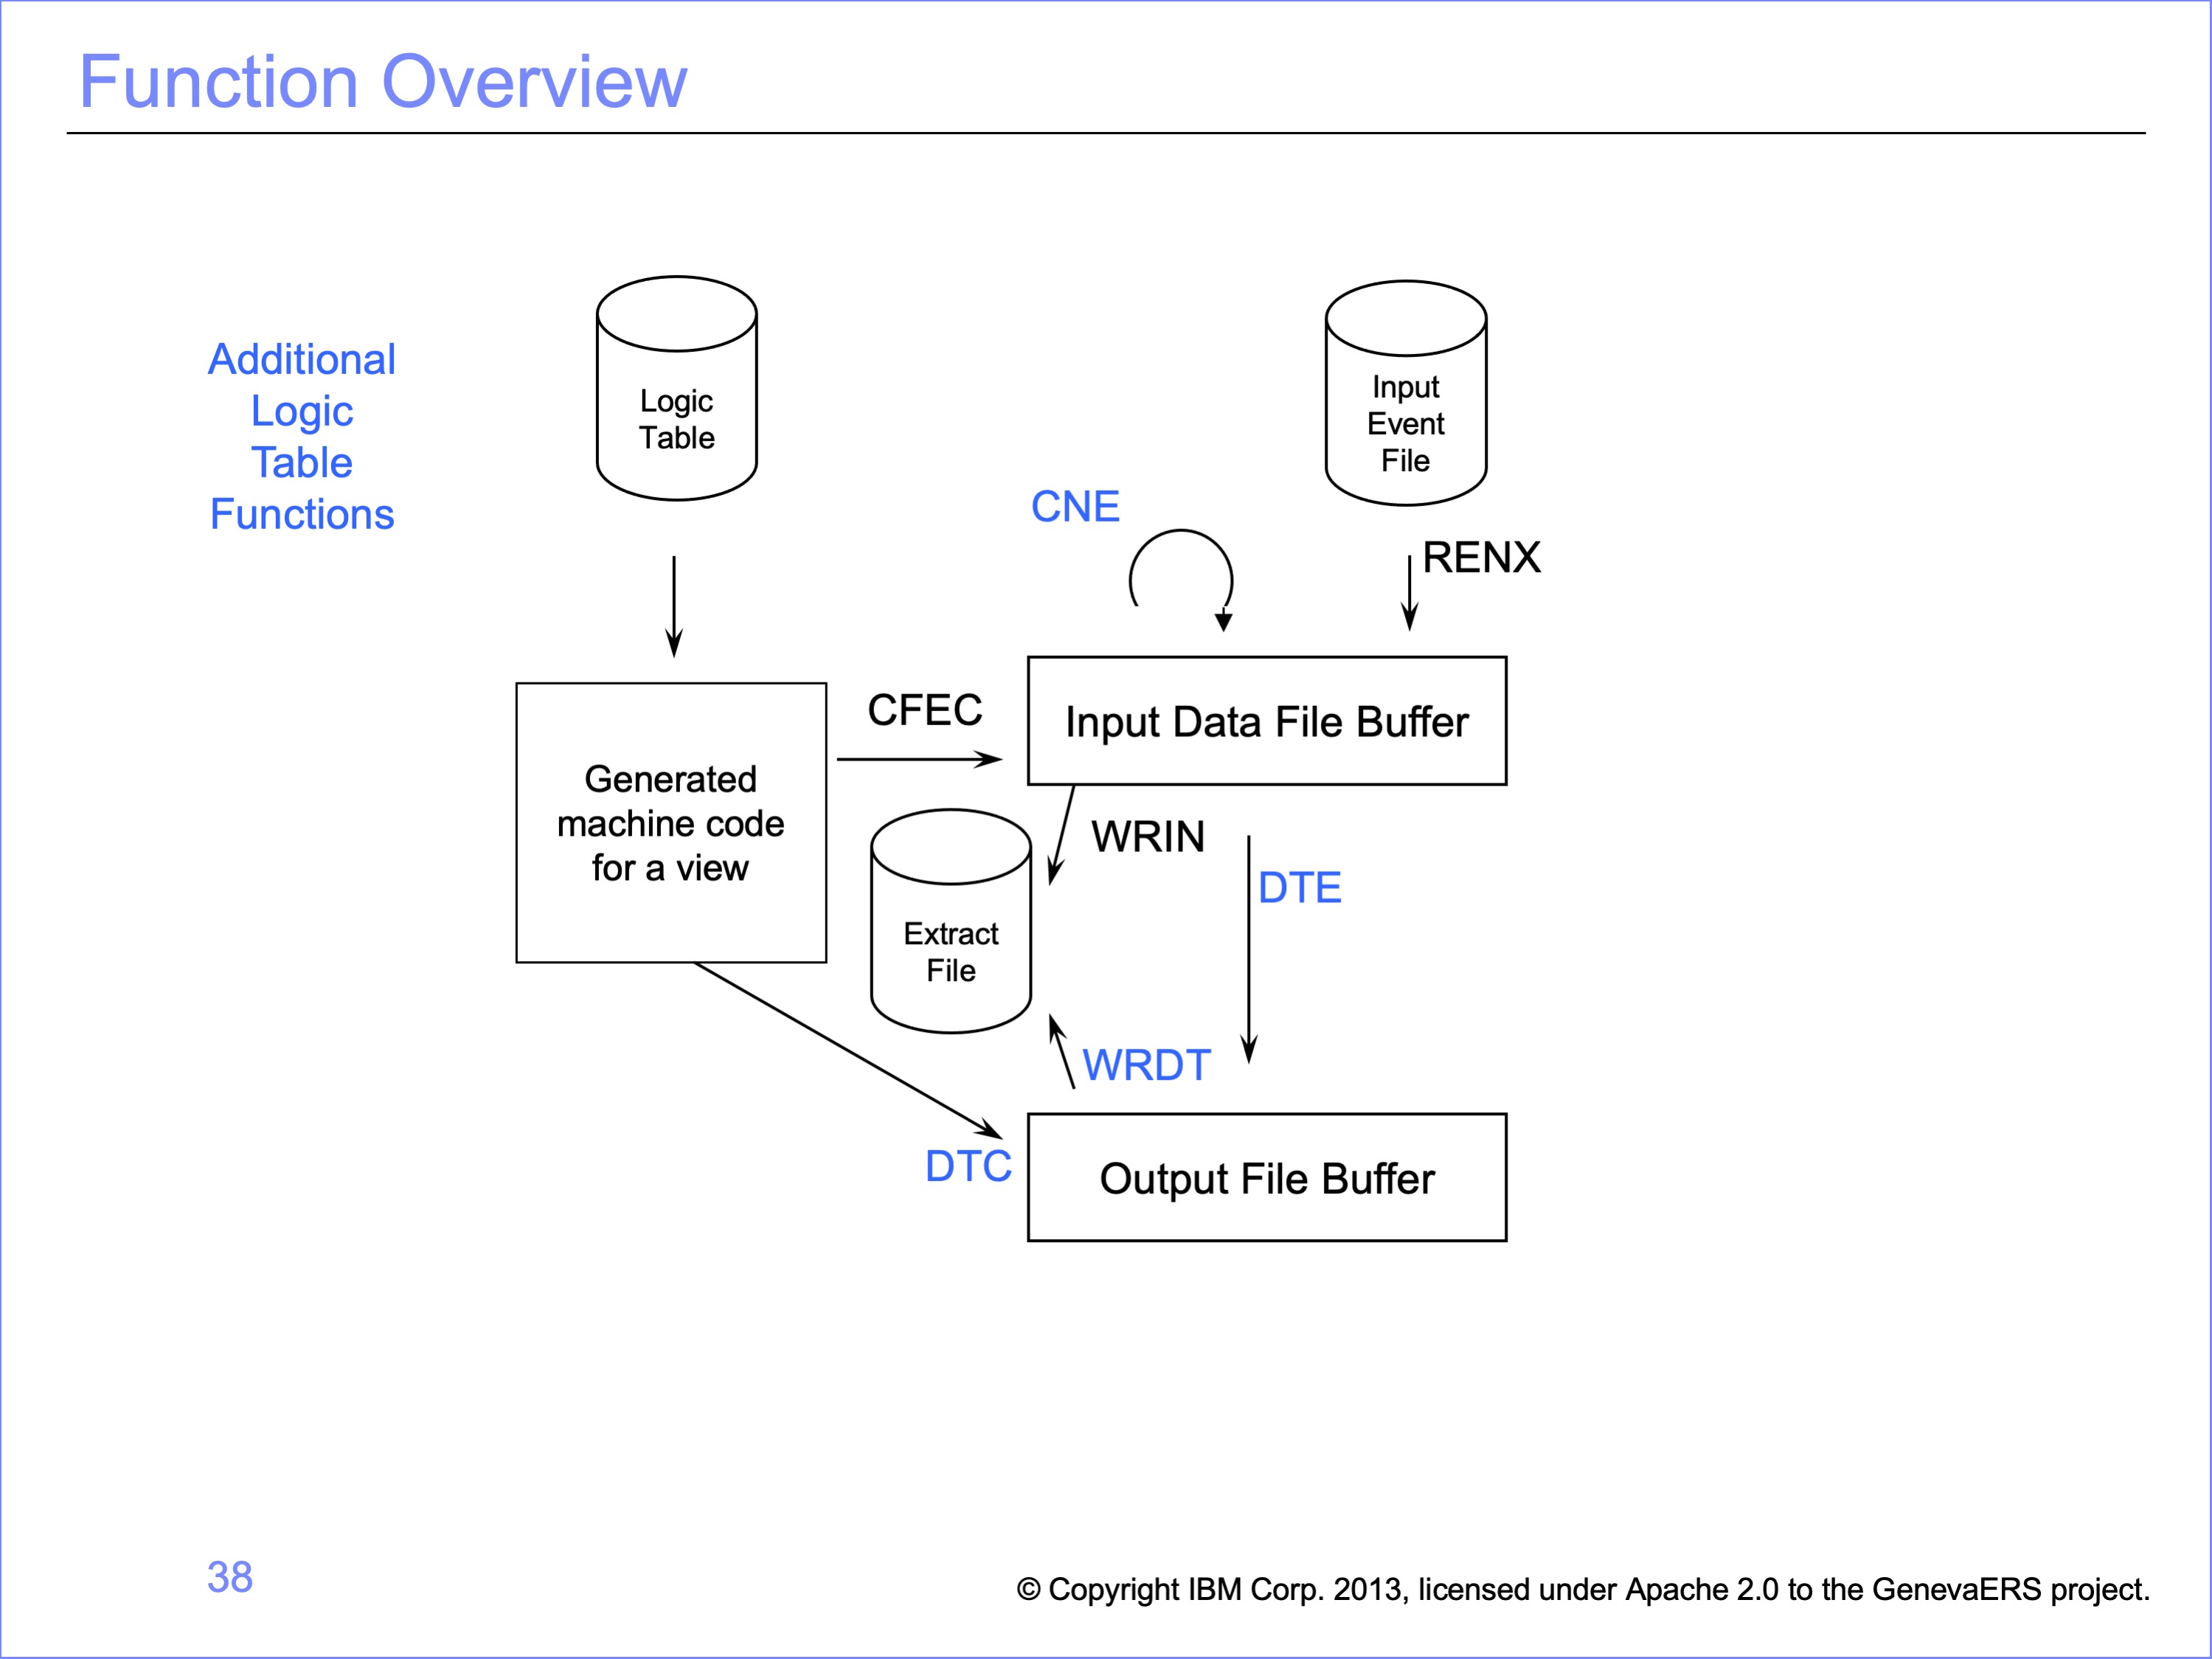 Function Overview
Additional
Logic
Table
Functions
Logic
Table
Input
Event
File
CNE
RENX
CFEC
Input Data File Buffer
Generated
machine code
for a view
WRIN
DTE
Extract
File
WRDT
DTC
Output File Buffer
38
© Copyright IBM Corp. 2013, licensed under Apache 2.0 to the GenevaERS project.